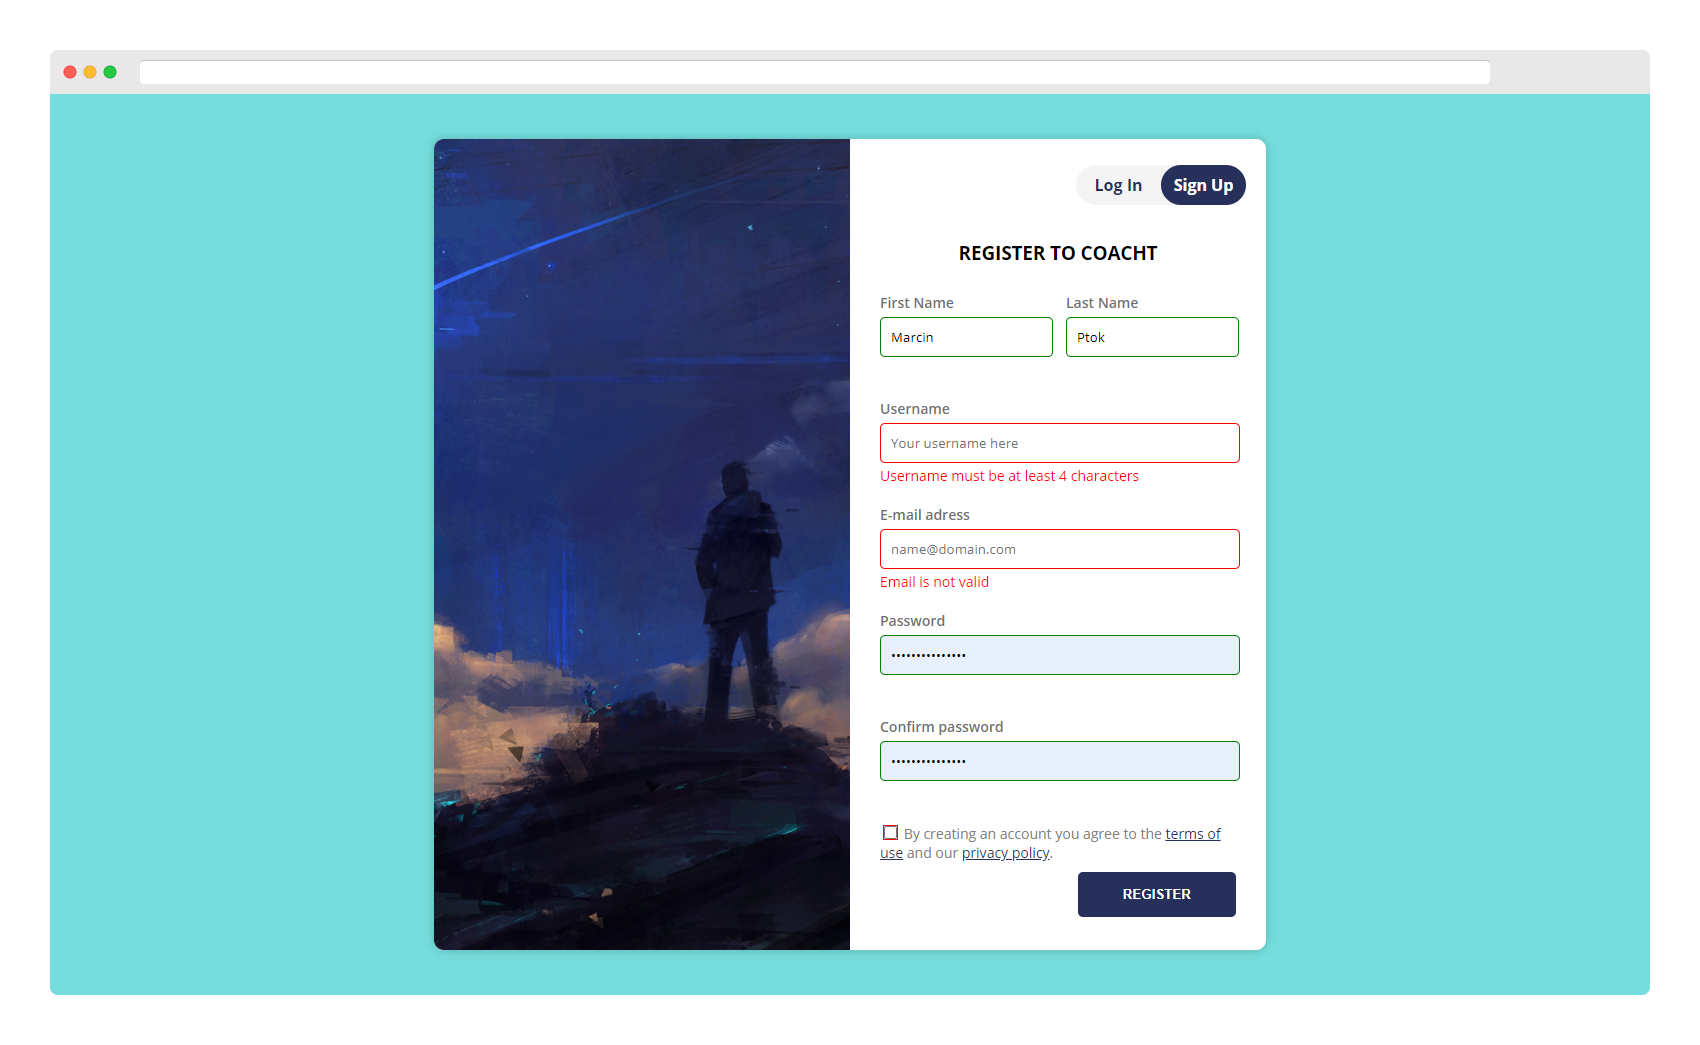 Log In Sign Up
REGISTER TO COACHT
First Name Last Name
Marcin Ptok
Username
Your username here
Username must be at least 4 characters
E-mail adress
name@domain.com
Email is not valid
Password
•••••••••••••••
Confirm password
•••••••••••••••
By creating an account you agree to the terms of
use and our privacy policy.
REGISTER